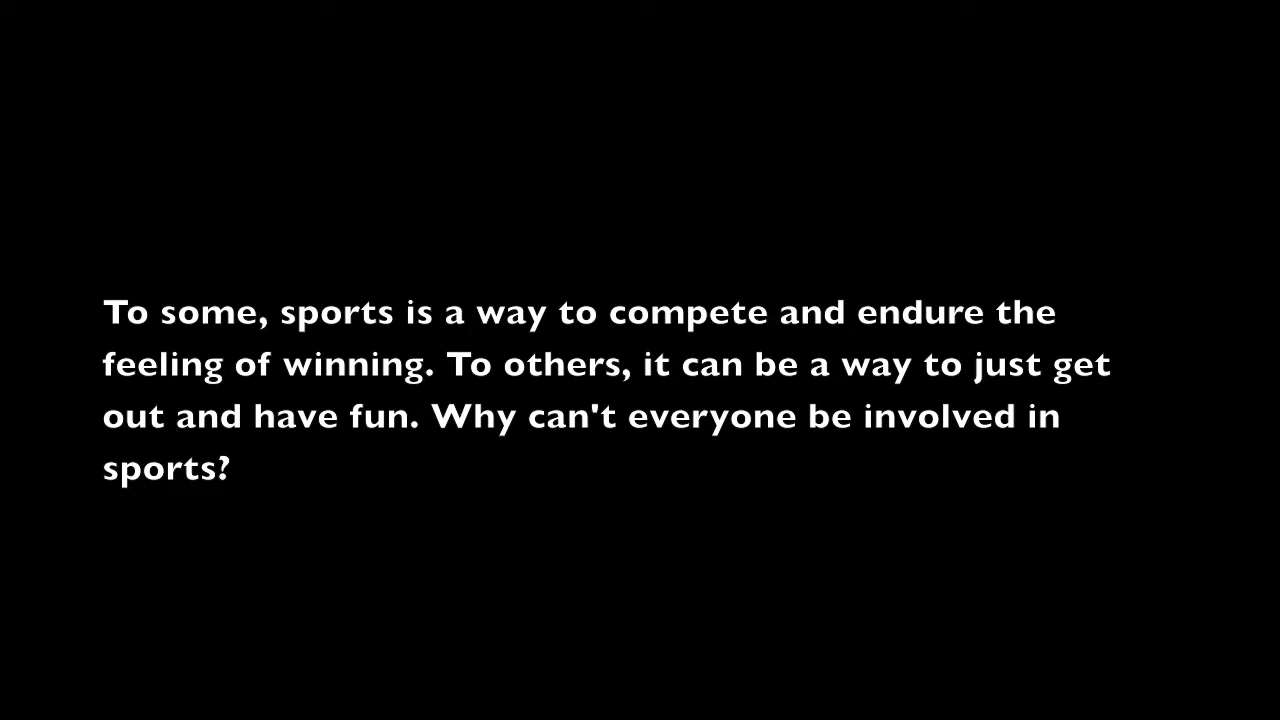 To some, sports is a way to compete and endure the
feeling of winning. To others, it can be a way to just get
out and have fun. Why can't everyone be involved in
sports?